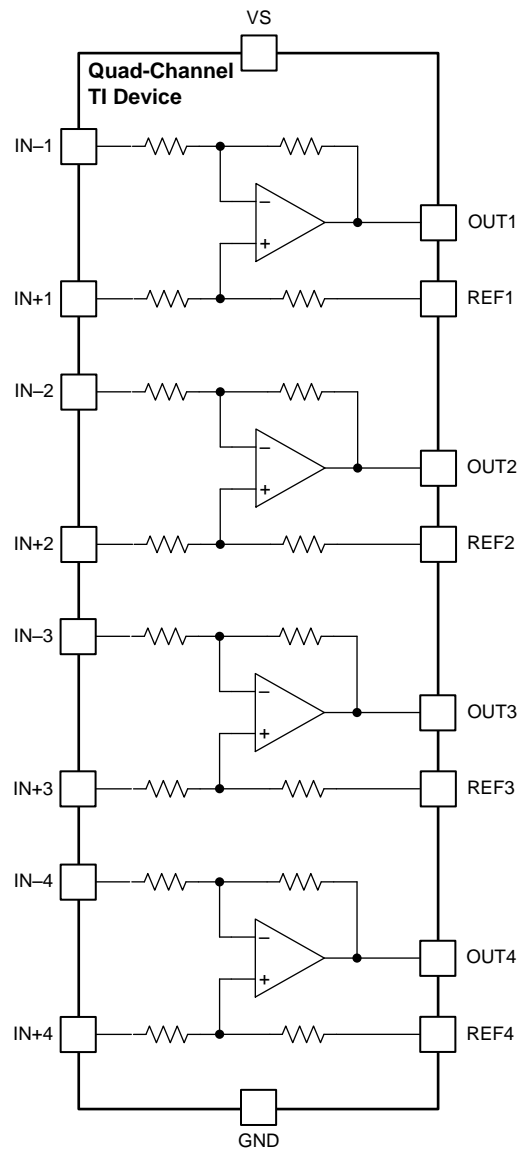 VS
Quad-Channel
TI Device
IN–1
OUT1
IN+1
REF1
IN–2
OUT2
IN+2
REF2
IN–3
OUT3
IN+3
REF3
IN–4
OUT4
IN+4
REF4
GND